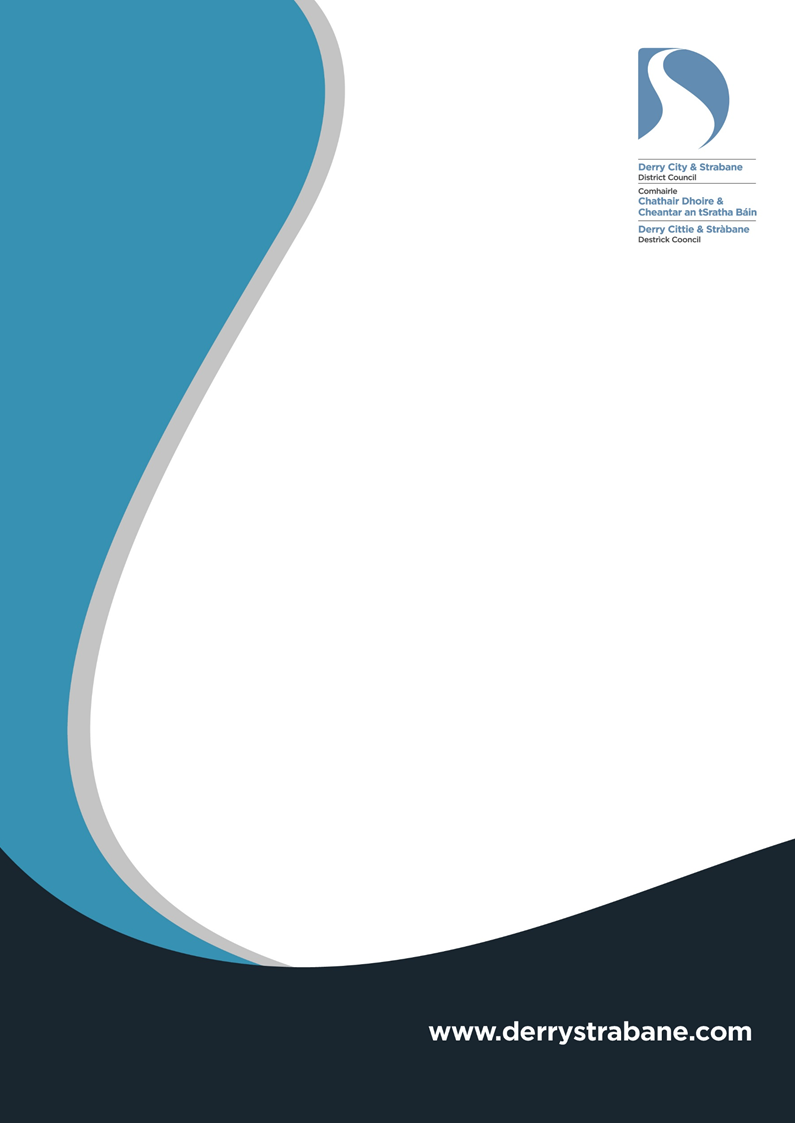 Derry City & Strabane
District Council
Comhairle
Chathair Dhoire &
Cheantar an tSratha Báin
Derry Cittie & Stràbane
Destrick Cooncil
www.derrystrabane.com